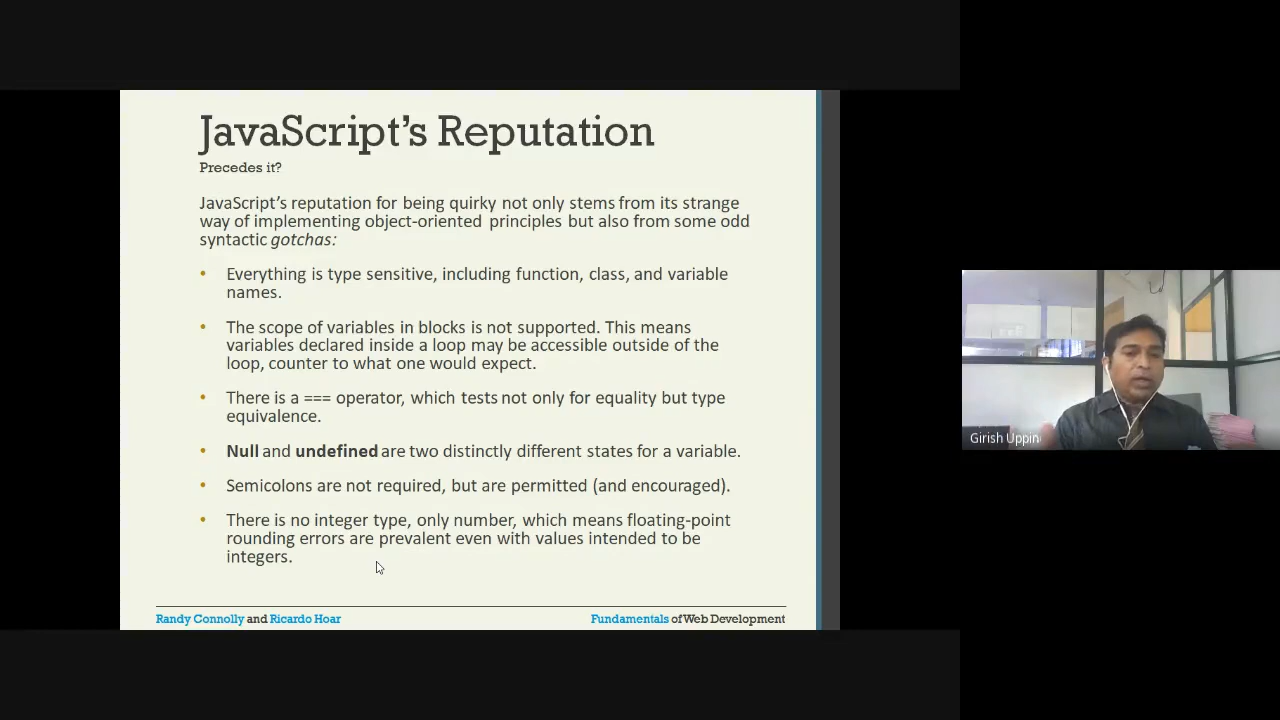 JavaScript's Reputation
Precedes it?
JavaScript's reputation for being quirky not only stems from its strange
way of implementing object-oriented principles but also from some odd
syntactic gotchas:
• Everything is type sensitive, including function, class, and variable
names.
• The scope of variables in blocks is not supported. This means
variables declared inside a loop may be accessible outside of the
loop, counter to what one would expect.
• There is a === operator, which tests not only for equality but type
equivalence.
• Null and undefined are two distinctly different states for a variable.
• Semicolons are not required, but are permitted (and encouraged).
• There is no integer type, only number, which means floating-point
rounding errors are prevalent even with values intended to be
integers.
Randy Connolly and Ricardo Hoar
Fundamentals of Web Development
Girish Uppin